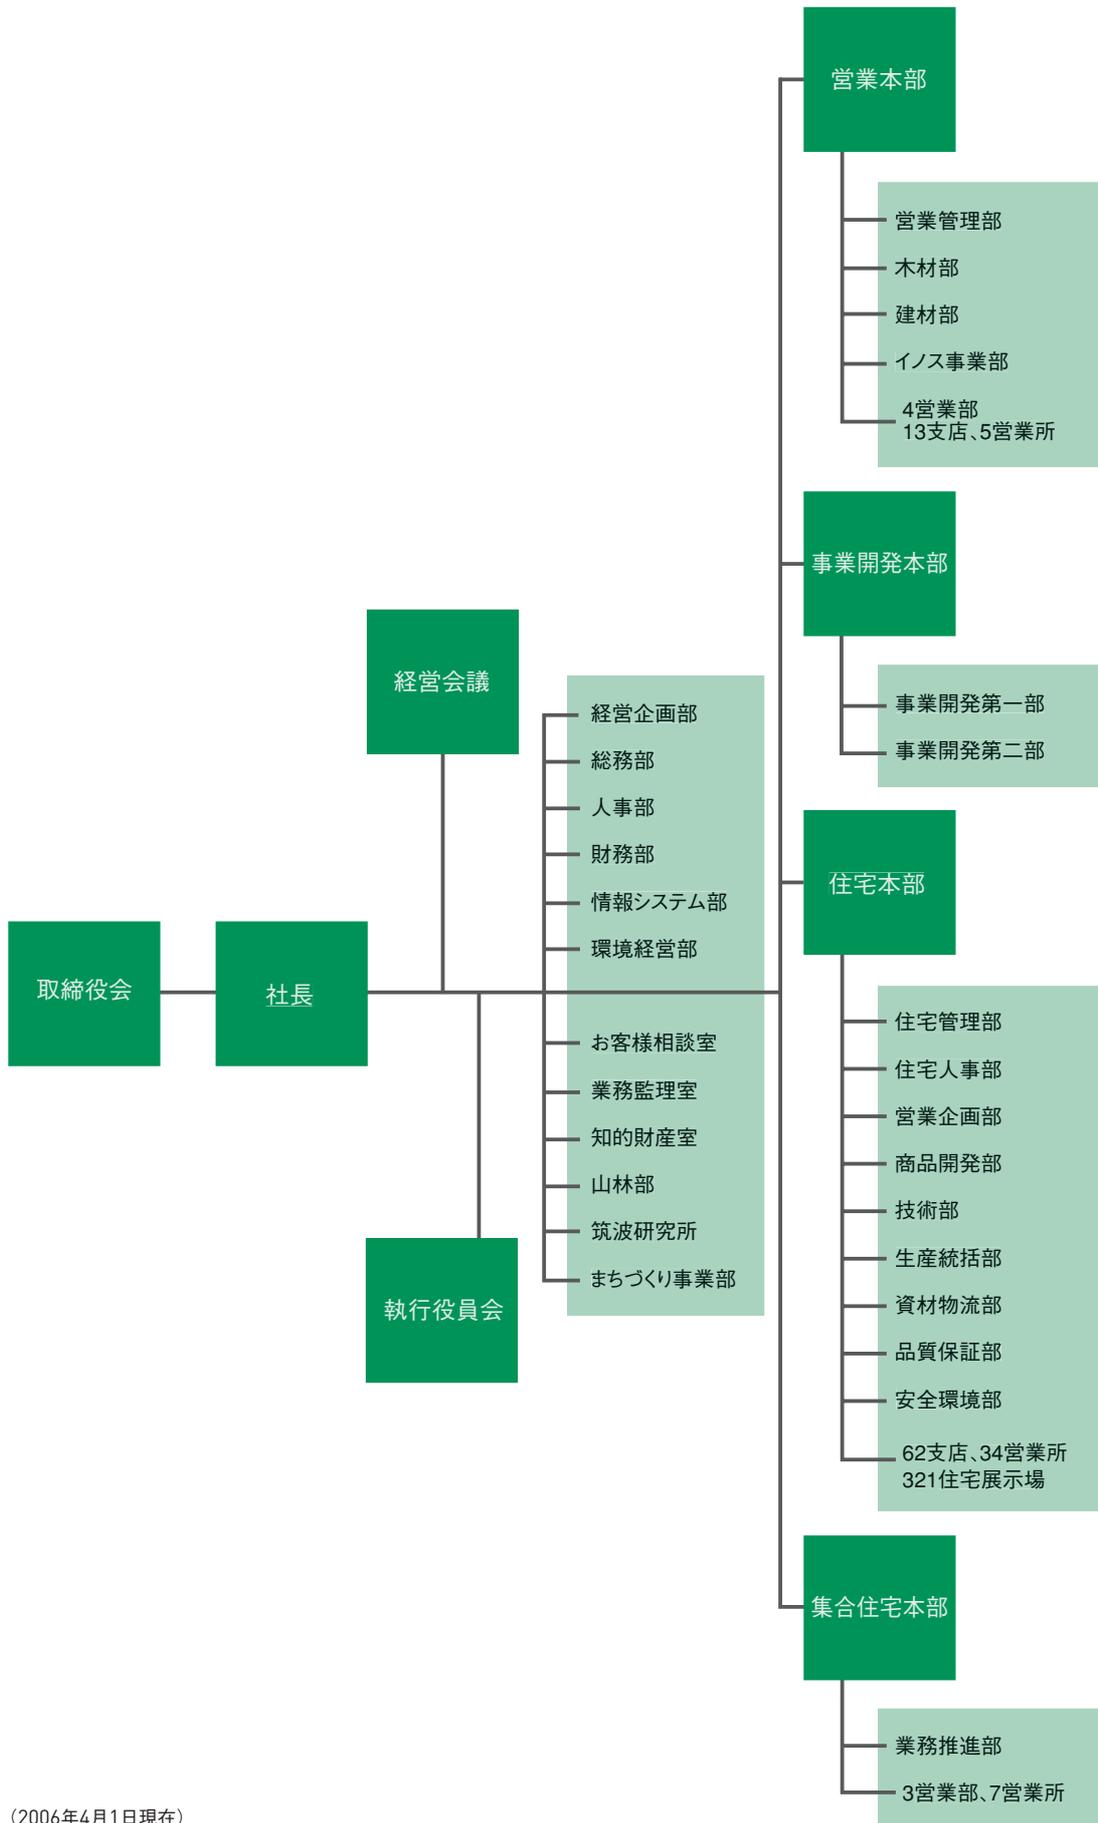 取締役会
社長
経営会議
執行役員会
経営企画部
総務部
人事部
財務部
情報システム部
環境経営部
お客様相談室
業務監理室
知的財産室
山林部
筑波研究所
まちづくり事業部
営業本部
営業管理部
木材部
建材部
イノス事業部
4営業部
13支店、5営業所
事業開発本部
事業開発第一部
事業開発第二部
住宅本部
住宅管理部
住宅人事部
営業企画部
商品開発部
技術部
生産統括部
資材物流部
品質保証部
安全環境部
62支店、34営業所
321住宅展示場
集合住宅本部
業務推進部
3営業部、7営業所
（2006年4月1日現在）